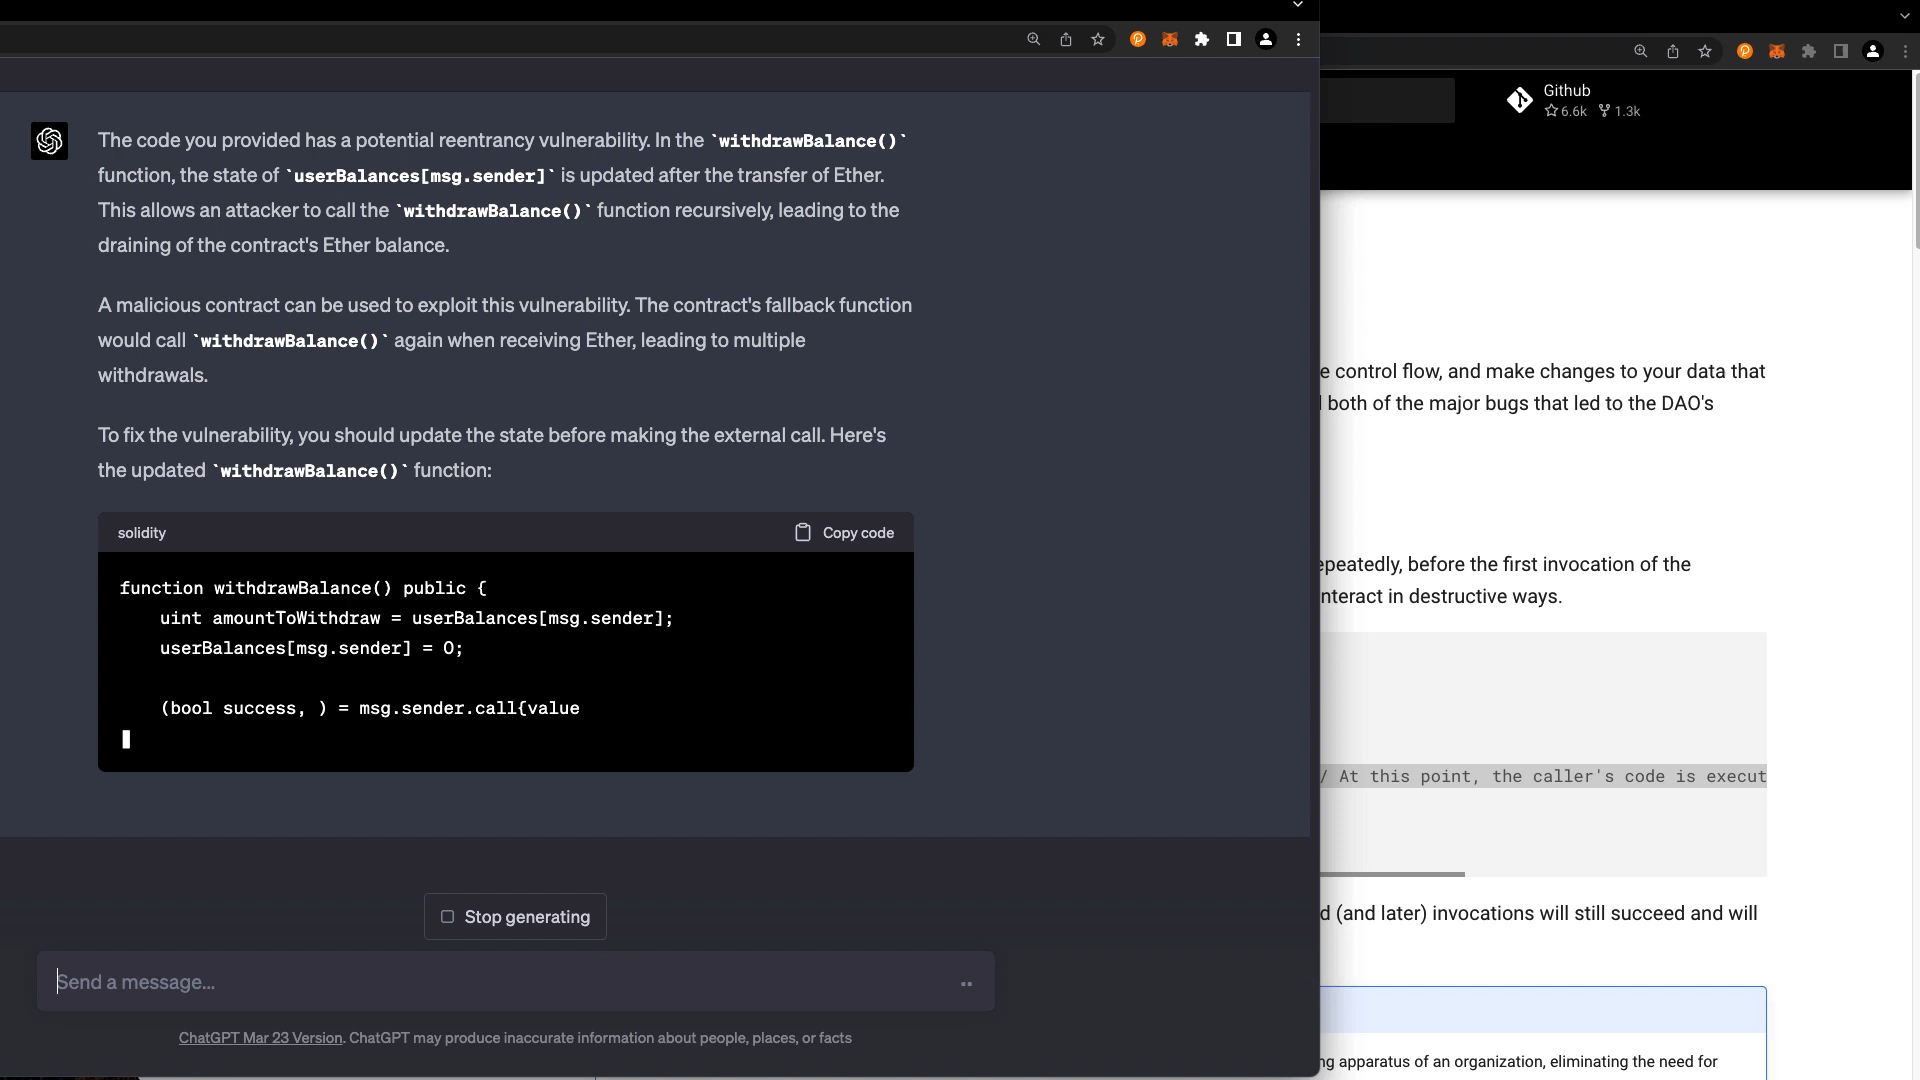 The code you provided has a potential reentrancy vulnerability. In the `withdrawBalance()`
function, the state of `userBalances[msg.sender]` is updated after the transfer of Ether.
This allows an attacker to call the `withdrawBalance()` function recursively, leading to the
draining of the contract's Ether balance.
A malicious contract can be used to exploit this vulnerability. The contract's fallback function
would call `withdrawBalance()` again when receiving Ether, leading to multiple
withdrawals.
To fix the vulnerability, you should update the state before making the external call. Here's
the updated `withdrawBalance()` function:
solidity
Copy code
function withdrawBalance() public {
    uint amountToWithdraw = userBalances[msg.sender];
    userBalances[msg.sender] = 0;
    (bool success, ) = msg.sender.call{value
Stop generating
Send a message...
ChatGPT Mar 23 Version. ChatGPT may produce inaccurate information about people, places, or facts
Github
6.6k 1.3k
e control flow, and make changes to your data that
both of the major bugs that led to the DAO's
epeatedly, before the first invocation of the
nteract in destructive ways.
/ At this point, the caller's code is execut
d (and later) invocations will still succeed and will
ng apparatus of an organization, eliminating the need for